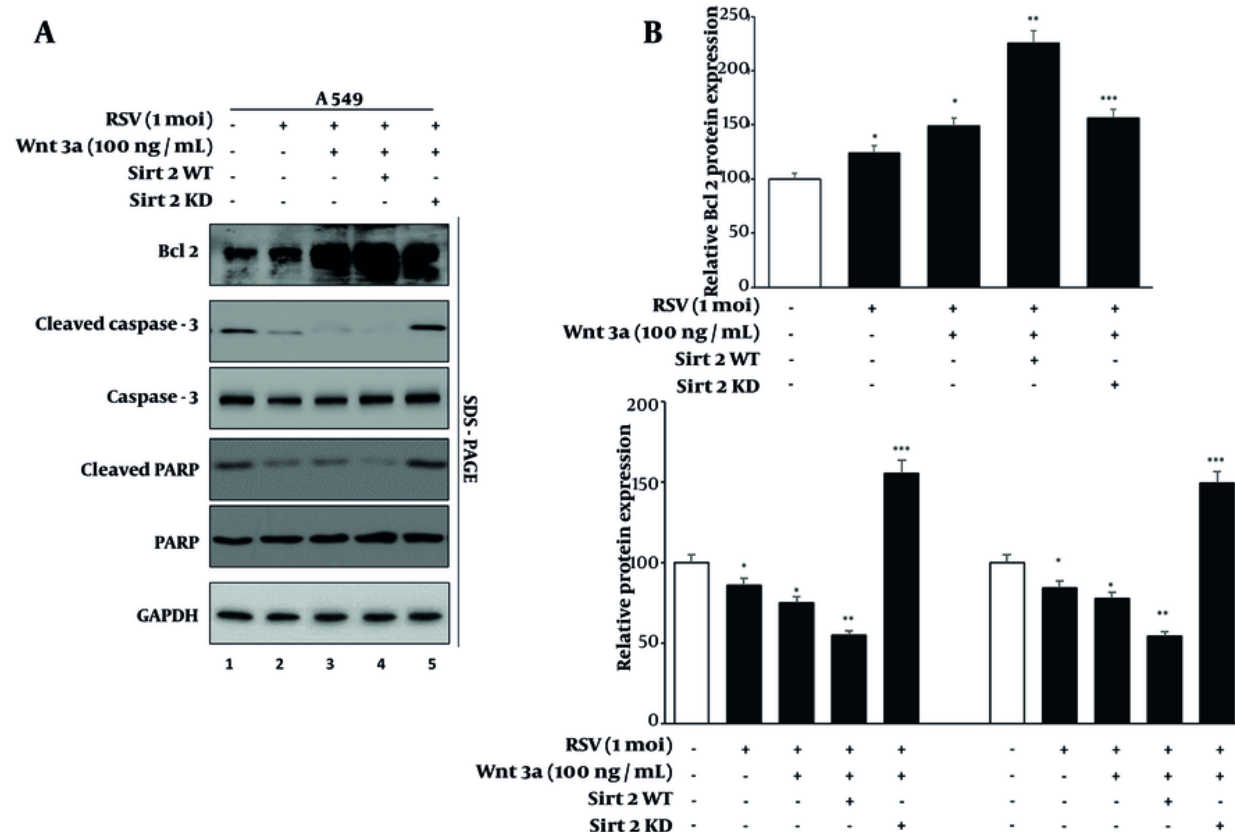 A
A 549
RSV (1 moi) - + + + +
Wnt 3a (100 ng / mL) - - + + +
Sirt 2 WT - - - + -
Sirt 2 KD - - - - +
Bcl 2
Cleaved caspase - 3
Caspase - 3
Cleaved PARP
PARP
GAPDH
1 2 3 4 5
SDS - PAGE
B
Relative Bcl 2 protein expression
250
200
150
100
50
0
* * ** ***
RSV (1 moi) - + + + +
Wnt 3a (100 ng / mL) - - + + +
Sirt 2 WT - - - + -
Sirt 2 KD - - - - +
Relative protein expression
200
150
100
50
0
* * ** *** * * ** ***
RSV (1 moi) - + + + + - + + + +
Wnt 3a (100 ng / mL) - - + + + - - + + +
Sirt 2 WT - - - + - - - - + -
Sirt 2 KD - - - - + - - - - +